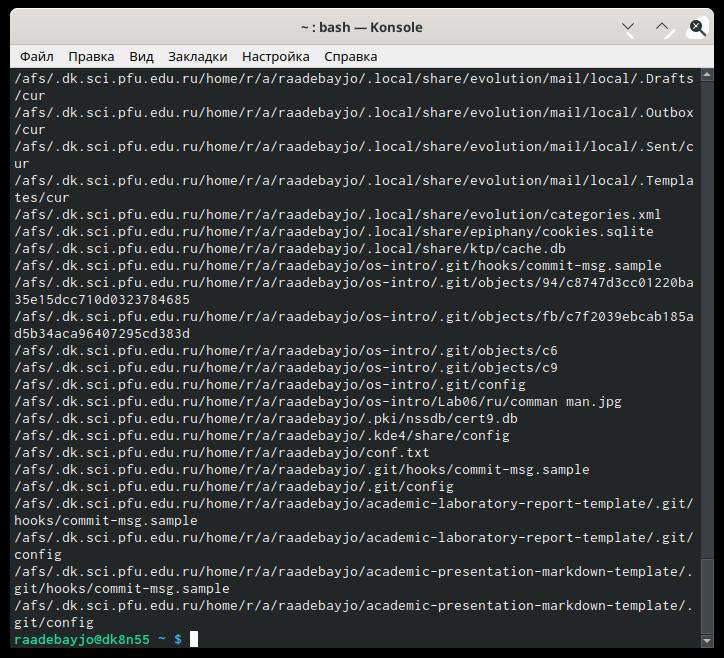 ~ : bash — Konsole
Файл Правка Вид Закладки Настройка Справка
/afs/.dk.sci.pfu.edu.ru/home/r/a/raadebayjo/.local/share/evolution/mail/local/.Drafts
/cur
/afs/.dk.sci.pfu.edu.ru/home/r/a/raadebayjo/.local/share/evolution/mail/local/.Outbox
/cur
/afs/.dk.sci.pfu.edu.ru/home/r/a/raadebayjo/.local/share/evolution/mail/local/.Sent/c
ur
/afs/.dk.sci.pfu.edu.ru/home/r/a/raadebayjo/.local/share/evolution/mail/local/.Templa
tes/cur
/afs/.dk.sci.pfu.edu.ru/home/r/a/raadebayjo/.local/share/evolution/categories.xml
/afs/.dk.sci.pfu.edu.ru/home/r/a/raadebayjo/.local/share/epiphany/cookies.sqlite
/afs/.dk.sci.pfu.edu.ru/home/r/a/raadebayjo/.local/share/ktp/cache.db
/afs/.dk.sci.pfu.edu.ru/home/r/a/raadebayjo/os-intro/.git/hooks/commit-msg.sample
/afs/.dk.sci.pfu.edu.ru/home/r/a/raadebayjo/os-intro/.git/objects/94/c8747d3cc01220ba
35e15dcc710d0323784685
/afs/.dk.sci.pfu.edu.ru/home/r/a/raadebayjo/os-intro/.git/objects/fb/c7f2039ebcab185a
d5b34aca96407295cd383d
/afs/.dk.sci.pfu.edu.ru/home/r/a/raadebayjo/os-intro/.git/objects/c6
/afs/.dk.sci.pfu.edu.ru/home/r/a/raadebayjo/os-intro/.git/objects/c9
/afs/.dk.sci.pfu.edu.ru/home/r/a/raadebayjo/os-intro/.git/config
/afs/.dk.sci.pfu.edu.ru/home/r/a/raadebayjo/os-intro/Lab06/ru/comman man.jpg
/afs/.dk.sci.pfu.edu.ru/home/r/a/raadebayjo/.pki/nssdb/cert9.db
/afs/.dk.sci.pfu.edu.ru/home/r/a/raadebayjo/.kde4/share/config
/afs/.dk.sci.pfu.edu.ru/home/r/a/raadebayjo/conf.txt
/afs/.dk.sci.pfu.edu.ru/home/r/a/raadebayjo/.git/hooks/commit-msg.sample
/afs/.dk.sci.pfu.edu.ru/home/r/a/raadebayjo/.git/config
/afs/.dk.sci.pfu.edu.ru/home/r/a/raadebayjo/academic-laboratory-report-template/.git/
hooks/commit-msg.sample
/afs/.dk.sci.pfu.edu.ru/home/r/a/raadebayjo/academic-laboratory-report-template/.git/
config
/afs/.dk.sci.pfu.edu.ru/home/r/a/raadebayjo/academic-presentation-markdown-template/.
git/hooks/commit-msg.sample
/afs/.dk.sci.pfu.edu.ru/home/r/a/raadebayjo/academic-presentation-markdown-template/.
git/config
raadebayjo@dk8n55 ~ $